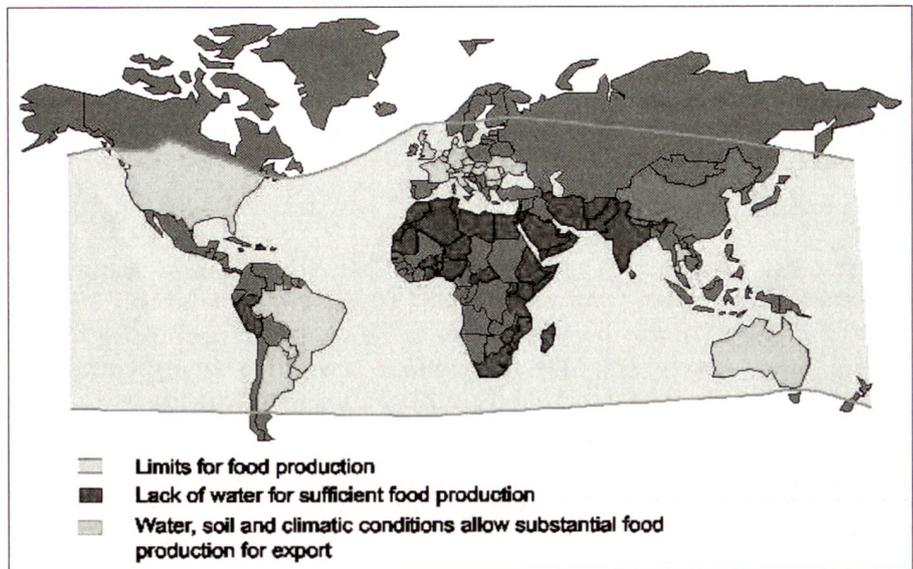 Limits for food production
Lack of water for sufficient food production
Water, soil and climatic conditions allow substantial food
production for export